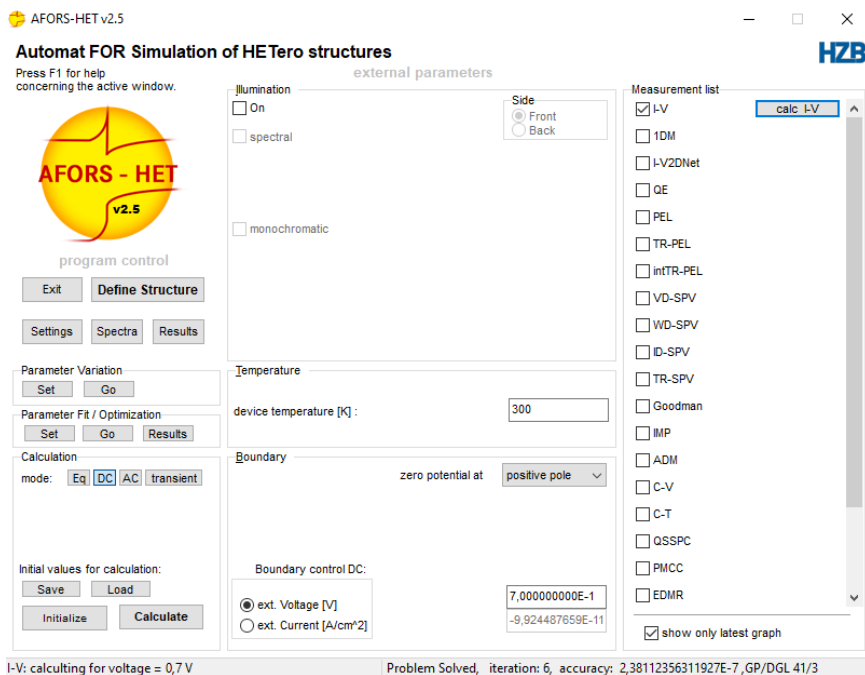 AFORS-HET v2.5
Automat FOR Simulation of HETero structures
HZB
Press F1 for help
concerning the active window.
external parameters
AFORS - HET
v2.5
program control
Exit
Define Structure
Settings
Spectra
Results
Parameter Variation
Set
Go
Parameter Fit / Optimization
Set
Go
Results
Calculation
mode:
Eq
DC
AC
transient
Initial values for calculation:
Save
Load
Initialize
Calculate
Illumination
On
spectral
monochromatic
Side
Front
Back
Temperature
device temperature [K] :
300
Boundary
zero potential at
positive pole
Boundary control DC:
ext. Voltage [V]
7,000000000E-1
ext. Current [A/cm^2]
-9,924487659E-11
Measurement list
I-V
calc I-V
1DM
I-V2DNet
QE
PEL
TR-PEL
intTR-PEL
VD-SPV
WD-SPV
ID-SPV
TR-SPV
Goodman
IMP
ADM
C-V
C-T
QSSPC
PMCC
EDMR
show only latest graph
I-V: calculting for voltage = 0,7 V
Problem Solved, iteration: 6, accuracy: 2,38112356311927E-7 ,GP/DGL 41/3